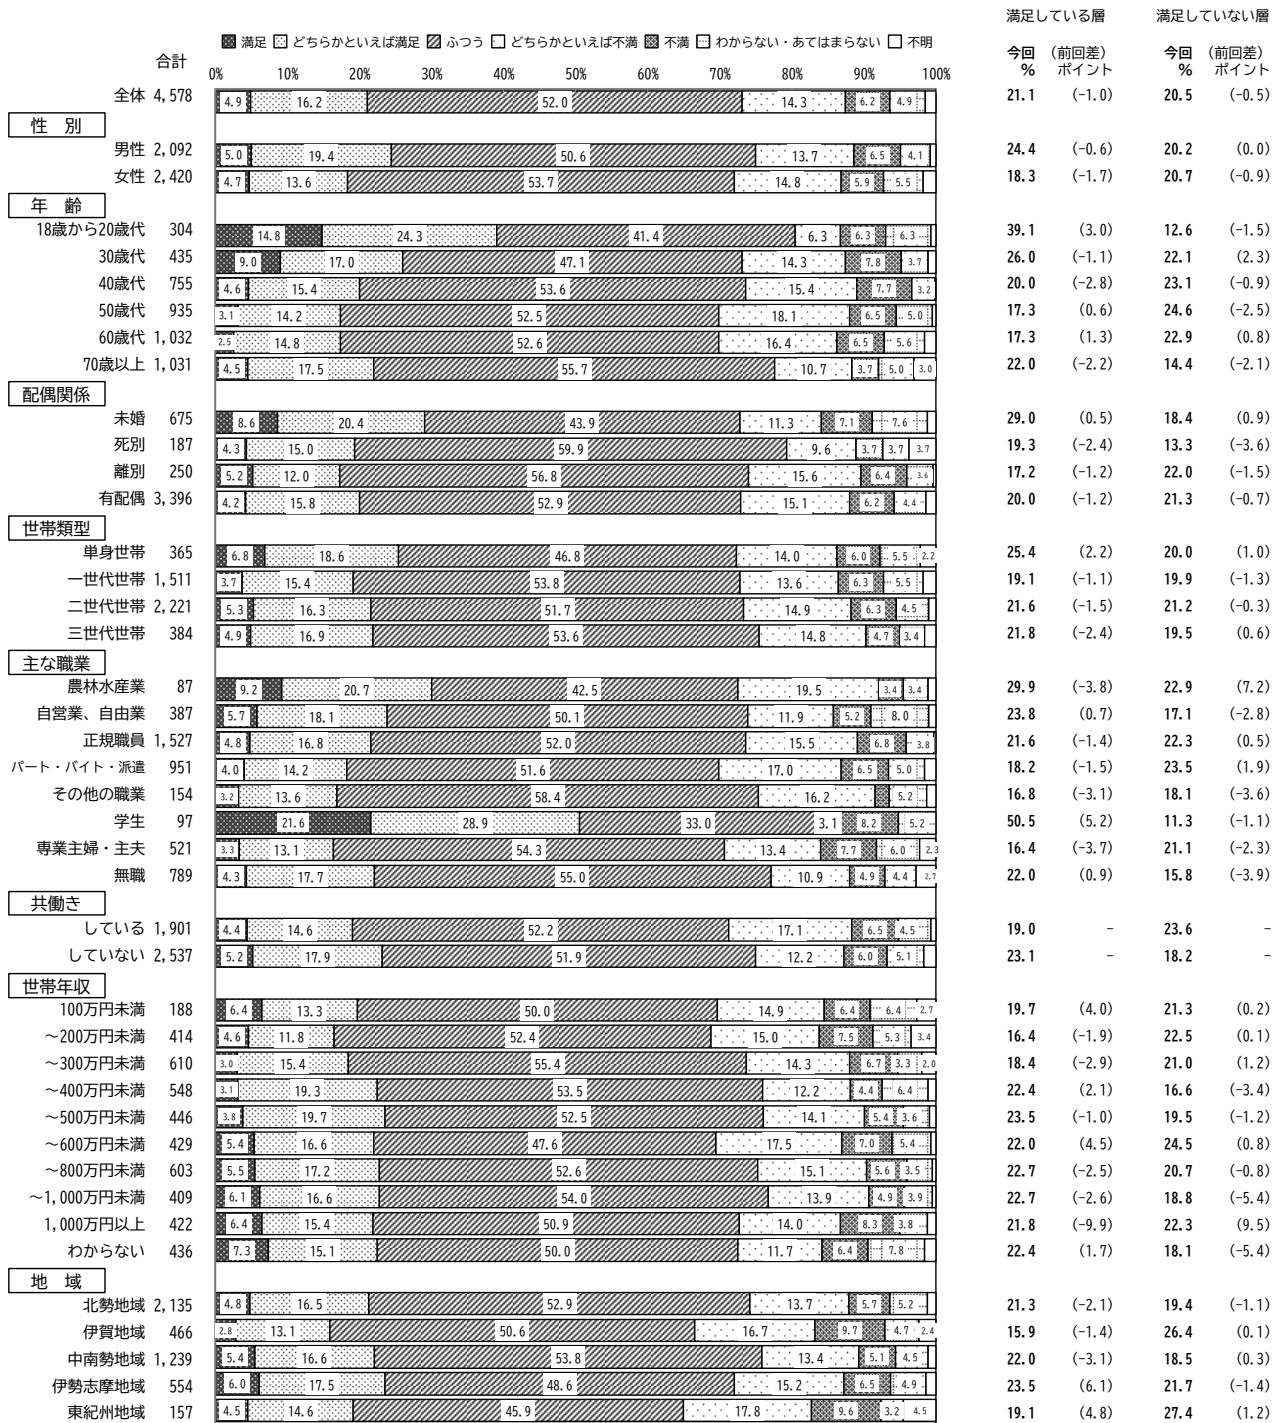 満足している層 満足していない層
満足 どちらかといえば満足 ふつう どちらかといえば不満 不満 わからない・あてはまらない 不明
今回 (前回差) 今回 (前回差)
合計 0% 10% 20% 30% 40% 50% 60% 70% 80% 90% 100% % ポイント % ポイント
全体 4,578 4.9 16.2 52.0 14.3 6.2 4.9 21.1 (-1.0) 20.5 (-0.5)
性 別
男性 2,092 5.0 19.4 50.6 13.7 6.5 4.1 24.4 (-0.6) 20.2 (0.0)
女性 2,420 4.7 13.6 53.7 14.8 5.9 5.5 18.3 (-1.7) 20.7 (-0.9)
年 齢
18歳から20歳代 304 14.8 24.3 41.4 6.3 6.3 6.3 39.1 (3.0) 12.6 (-1.5)
30歳代 435 9.0 17.0 47.1 14.3 7.8 3.7 26.0 (-1.1) 22.1 (2.3)
40歳代 755 4.6 15.4 53.6 15.4 7.7 3.2 20.0 (-2.8) 23.1 (-0.9)
50歳代 935 3.1 14.2 52.5 18.1 6.5 5.0 17.3 (0.6) 24.6 (-2.5)
60歳代 1,032 2.5 14.8 52.6 16.4 6.5 5.6 17.3 (1.3) 22.9 (0.8)
70歳以上 1,031 4.5 17.5 55.7 10.7 3.7 5.0 3.0 22.0 (-2.2) 14.4 (-2.1)
配偶関係
未婚 675 8.6 20.4 43.9 11.3 7.1 7.6 29.0 (0.5) 18.4 (0.9)
死別 187 4.3 15.0 59.9 9.6 3.7 3.7 3.7 19.3 (-2.4) 13.3 (-3.6)
離別 250 5.2 12.0 56.8 15.6 6.4 3.6 17.2 (-1.2) 22.0 (-1.5)
有配偶 3,396 4.2 15.8 52.9 15.1 6.2 4.4 20.0 (-1.2) 21.3 (-0.7)
世帯類型
単身世帯 365 6.8 18.6 46.8 14.0 6.0 5.5 2.2 25.4 (2.2) 20.0 (1.0)
一世代世帯 1,511 3.7 15.4 53.8 13.6 6.3 5.5 19.1 (-1.1) 19.9 (-1.3)
二世代世帯 2,221 5.3 16.3 51.7 14.9 6.3 4.5 21.6 (-1.5) 21.2 (-0.3)
三世代世帯 384 4.9 16.9 53.6 14.8 4.7 3.4 21.8 (-2.4) 19.5 (0.6)
主な職業
農林水産業 87 9.2 20.7 42.5 19.5 3.4 3.4 29.9 (-3.8) 22.9 (7.2)
自営業、自由業 387 5.7 18.1 50.1 11.9 5.2 8.0 23.8 (0.7) 17.1 (-2.8)
正規職員 1,527 4.8 16.8 52.0 15.5 6.8 3.8 21.6 (-1.4) 22.3 (0.5)
パート・バイト・派遣 951 4.0 14.2 51.6 17.0 6.5 5.0 18.2 (-1.5) 23.5 (1.9)
その他の職業 154 3.2 13.6 58.4 16.2 5.2 16.8 (-3.1) 18.1 (-3.6)
学生 97 21.6 28.9 33.0 3.1 8.2 5.2 50.5 (5.2) 11.3 (-1.1)
専業主婦・主夫 521 3.3 13.1 54.3 13.4 7.7 6.0 2.3 16.4 (-3.7) 21.1 (-2.3)
無職 789 4.3 17.7 55.0 10.9 4.9 4.4 2.7 22.0 (0.9) 15.8 (-3.9)
共働き
している 1,901 4.4 14.6 52.2 17.1 6.5 4.5 19.0 - 23.6 -
していない 2,537 5.2 17.9 51.9 12.2 6.0 5.1 23.1 - 18.2 -
世帯年収
100万円未満 188 6.4 13.3 50.0 14.9 6.4 6.4 2.7 19.7 (4.0) 21.3 (0.2)
～200万円未満 414 4.6 11.8 52.4 15.0 7.5 5.3 3.4 16.4 (-1.9) 22.5 (0.1)
～300万円未満 610 3.0 15.4 55.4 14.3 6.7 3.3 2.0 18.4 (-2.9) 21.0 (1.2)
～400万円未満 548 3.1 19.3 53.5 12.2 4.4 6.4 22.4 (2.1) 16.6 (-3.4)
～500万円未満 446 3.8 19.7 52.5 14.1 5.4 3.6 23.5 (-1.0) 19.5 (-1.2)
～600万円未満 429 5.4 16.6 47.6 17.5 7.0 5.4 22.0 (4.5) 24.5 (0.8)
～800万円未満 603 5.5 17.2 52.6 15.1 5.6 3.5 22.7 (-2.5) 20.7 (-0.8)
～1,000万円未満 409 6.1 16.6 54.0 13.9 4.9 3.9 22.7 (-2.6) 18.8 (-5.4)
1,000万円以上 422 6.4 15.4 50.9 14.0 8.3 3.8 21.8 (-9.9) 22.3 (9.5)
わからない 436 7.3 15.1 50.0 11.7 6.4 7.8 22.4 (1.7) 18.1 (-5.4)
地 域
北勢地域 2,135 4.8 16.5 52.9 13.7 5.7 5.2 21.3 (-2.1) 19.4 (-1.1)
伊賀地域 466 2.8 13.1 50.6 16.7 9.7 4.7 2.4 15.9 (-1.4) 26.4 (0.1)
中南勢地域 1,239 5.4 16.6 53.8 13.4 5.1 4.5 22.0 (-3.1) 18.5 (0.3)
伊勢志摩地域 554 6.0 17.5 48.6 15.2 6.5 4.9 23.5 (6.1) 21.7 (-1.4)
東紀州地域 157 4.5 14.6 45.9 17.8 9.6 3.2 4.5 19.1 (4.8) 27.4 (1.2)